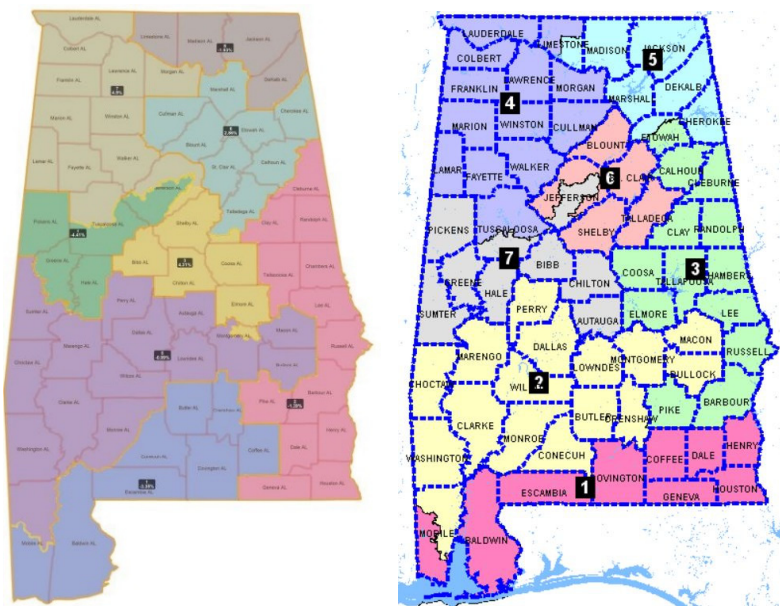 Lauderdale AL
Limestone AL
Madison AL
Jackson AL
Colbert AL
Lawrence AL
Morgan AL
Franklin AL
Marshall AL
DeKalb AL
Marion AL
Winston AL
Cullman AL
Cherokee AL
Etowah AL
Blount AL
Lamar AL
Fayette AL
Walker AL
St. Clair AL
Calhoun AL
Cleburne AL
Jefferson AL
Talladega AL
Pickens AL
Tuscaloosa AL
Shelby AL
Clay AL
Randolph AL
Greene AL
Hale AL
Bibb AL
Coosa AL
Tallapoosa AL
Chambers AL
Chilton AL
Sumter AL
Perry AL
Autauga AL
Elmore AL
Lee AL
Marengo AL
Dallas AL
Montgomery AL
Macon AL
Russell AL
Choctaw AL
Lowndes AL
Bullock AL
Wilcox AL
Clarke AL
Butler AL
Crenshaw AL
Pike AL
Barbour AL
Washington AL
Monroe AL
Conecuh AL
Coffee AL
Dale AL
Henry AL
Covington AL
Escambia AL
Geneva AL
Houston AL
Mobile AL
Baldwin AL
LAUDERDALE
LIMESTONE
MADISON
JACKSON
5
COLBERT
LAWRENCE
FRANKLIN
MORGAN
MARSHAL
DEKALB
4
MARION
WINSTON
CULLMAN
CHEROKEE
ETOWAH
BLOUNT
LAMAR
FAYETTE
WALKER
6
ST. CLAIR
CALHOUN
CLEBURNE
JEFFERSON
TALLADEGA
PICKENS
TUSCALOOSA
SHELBY
CLAY
RANDOLPH
7
BIBB
COOSA
3
TALLAPOOSA
CHAMBERS
GREENE
HALE
CHILTON
SUMTER
PERRY
AUTAUGA
ELMORE
LEE
DALLAS
MACON
MARENGO
MONTGOMERY
RUSSELL
CHOCTAW
LOWNDES
BULLOCK
WIL
2
CLARKE
BUTLER
CRENSHAW
PIKE
BARBOUR
WASHINGTON
MONROE
CONECUH
COFFEE
DALE
HENRY
COVINGTON
1
ESCAMBIA
GENEVA
HOUSTON
MOBILE
BALDWIN